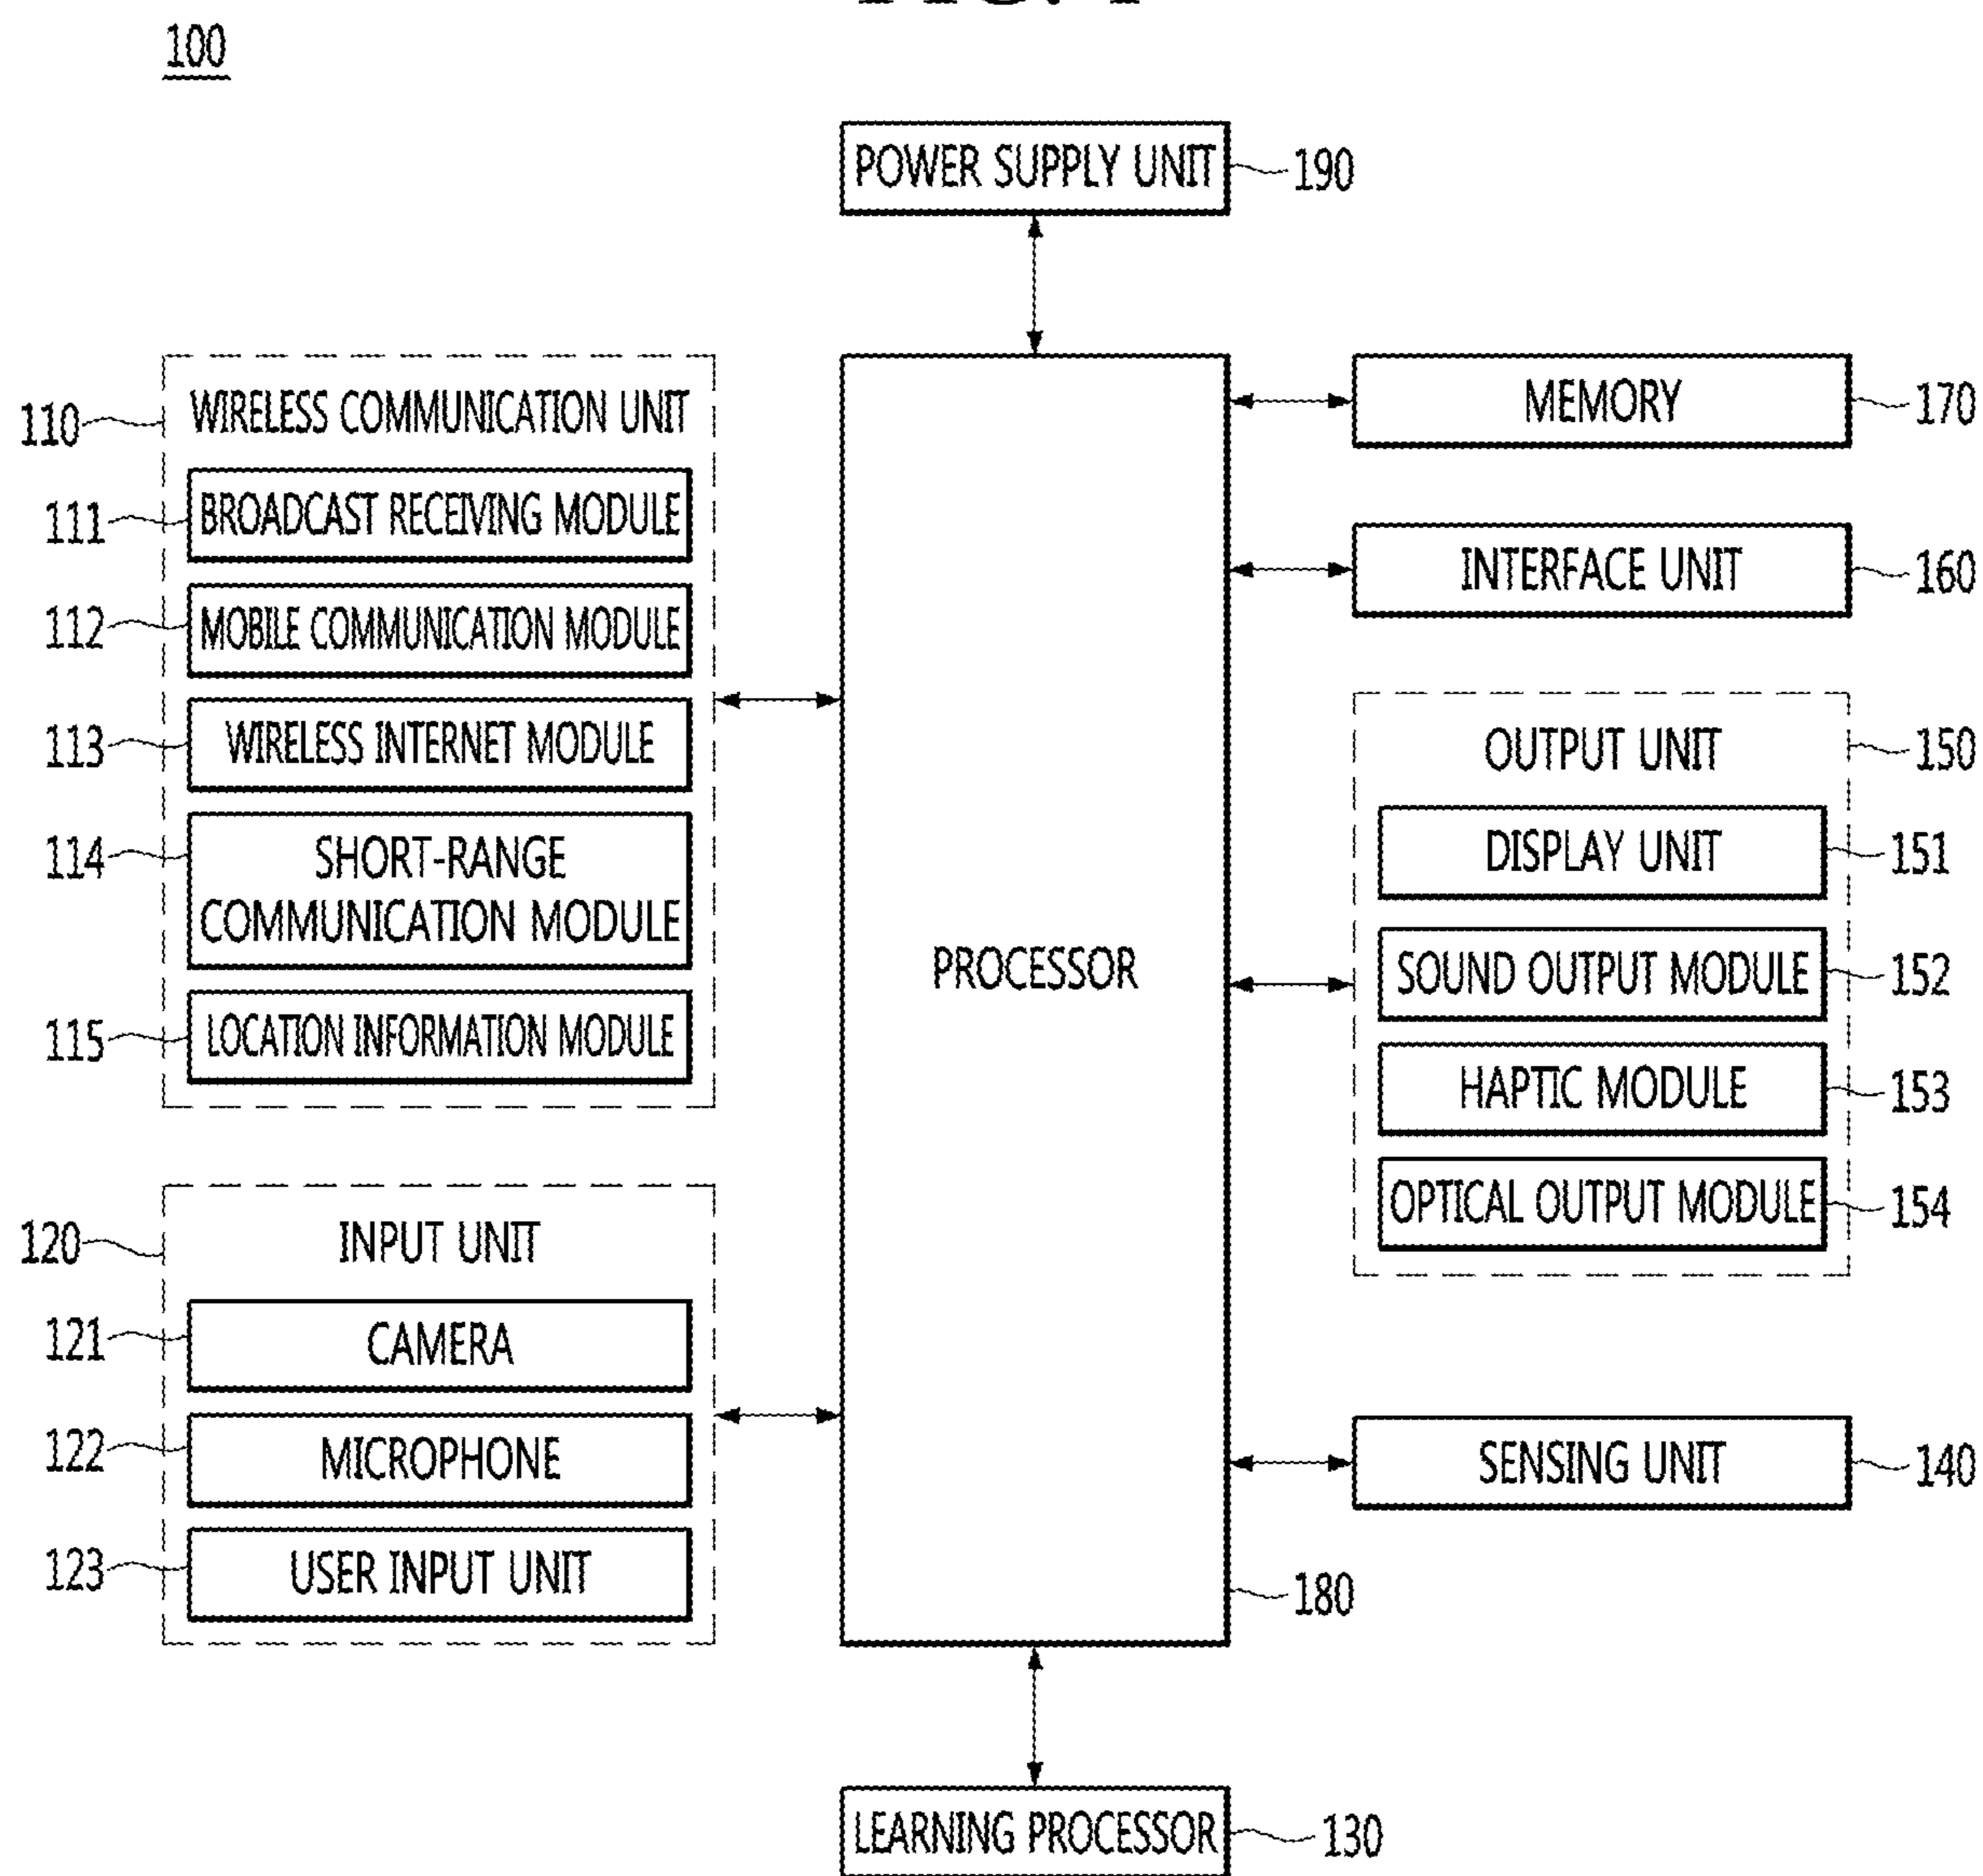 100
POWER SUPPLY UNIT
190
110
WIRELESS COMMUNICATION UNIT
111
BROADCAST RECEIVING MODULE
112
MOBILE COMMUNICATION MODULE
113
WIRELESS INTERNET MODULE
114
SHORT-RANGE
COMMUNICATION MODULE
115
LOCATION INFORMATION MODULE
120
INPUT UNIT
121
CAMERA
122
MICROPHONE
123
USER INPUT UNIT
PROCESSOR
180
MEMORY
170
INTERFACE UNIT
160
OUTPUT UNIT
150
DISPLAY UNIT
151
SOUND OUTPUT MODULE
152
HAPTIC MODULE
153
OPTICAL OUTPUT MODULE
154
SENSING UNIT
140
LEARNING PROCESSOR
130